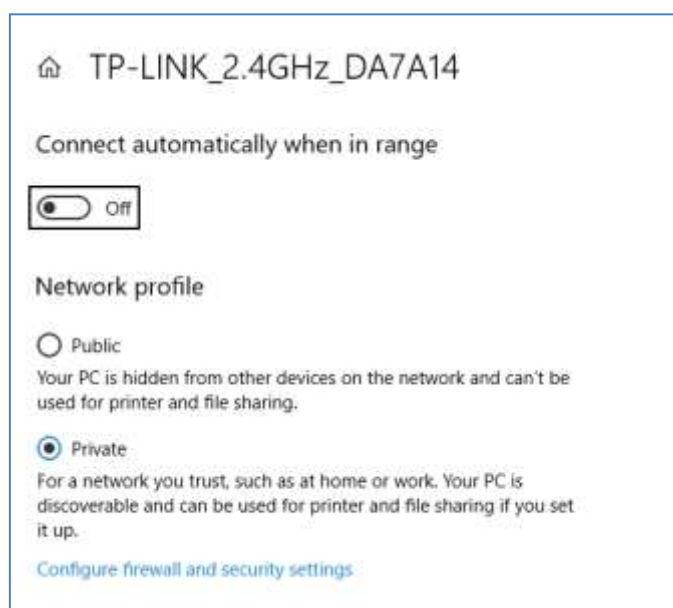 TP-LINK_2.4GHz_DA7A14
Connect automatically when in range
Off
Network profile
Public
Your PC is hidden from other devices on the network and can't be
used for printer and file sharing.
Private
For a network you trust, such as at home or work. Your PC is
discoverable and can be used for printer and file sharing if you set
it up.
Configure firewall and security settings